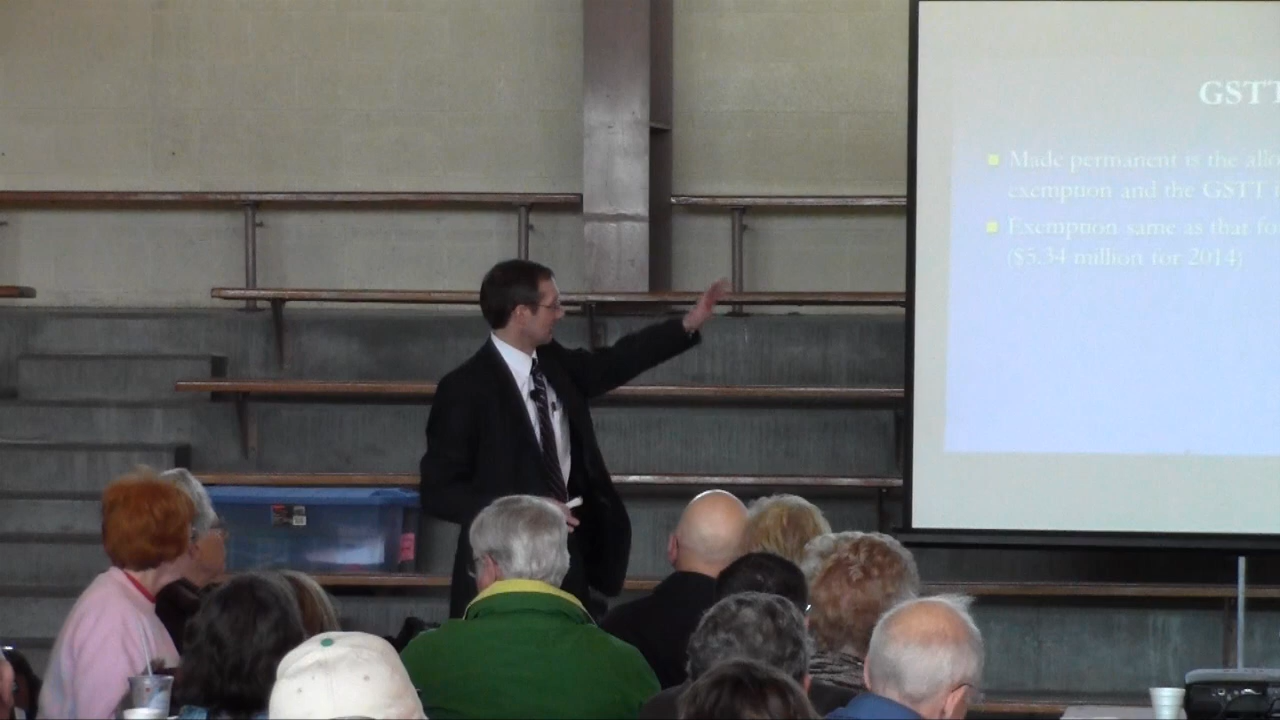 GSTT
Made permanent is the allo
exemption and the GSTT
Exemption same as that fo
($5.34 million for 2014)